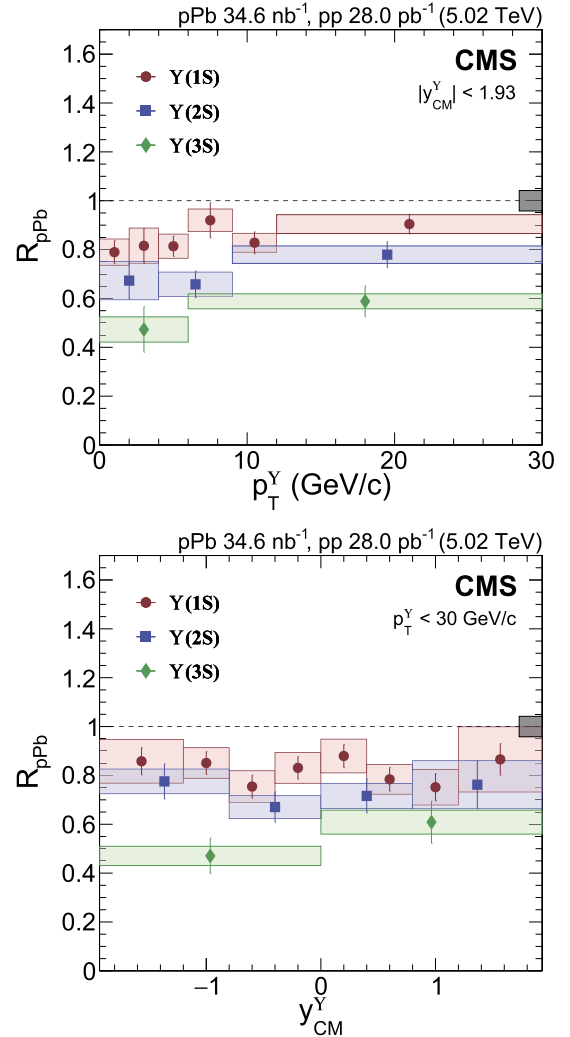 pPb 34.6 nb⁻¹, pp 28.0 pb⁻¹ (5.02 TeV)
CMS
|y_CM^Υ| < 1.93
Υ(1S)
Υ(2S)
Υ(3S)
R_pPb
1.6
1.4
1.2
1
0.8
0.6
0.4
0.2
0
0 10 20 30
p_T^Υ (GeV/c)
pPb 34.6 nb⁻¹, pp 28.0 pb⁻¹ (5.02 TeV)
CMS
p_T^Υ < 30 GeV/c
Υ(1S)
Υ(2S)
Υ(3S)
R_pPb
1.6
1.4
1.2
1
0.8
0.6
0.4
0.2
0
−1 0 1
y_CM^Υ